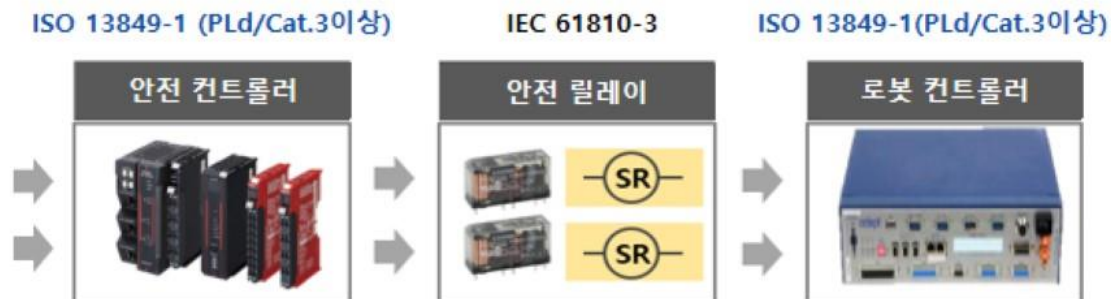 ISO 13849-1 (PLd/Cat.3이상)
IEC 61810-3
ISO 13849-1(PLd/Cat.3이상)
안전 컨트롤러
안전 릴레이
로봇 컨트롤러
SR
SR
adept